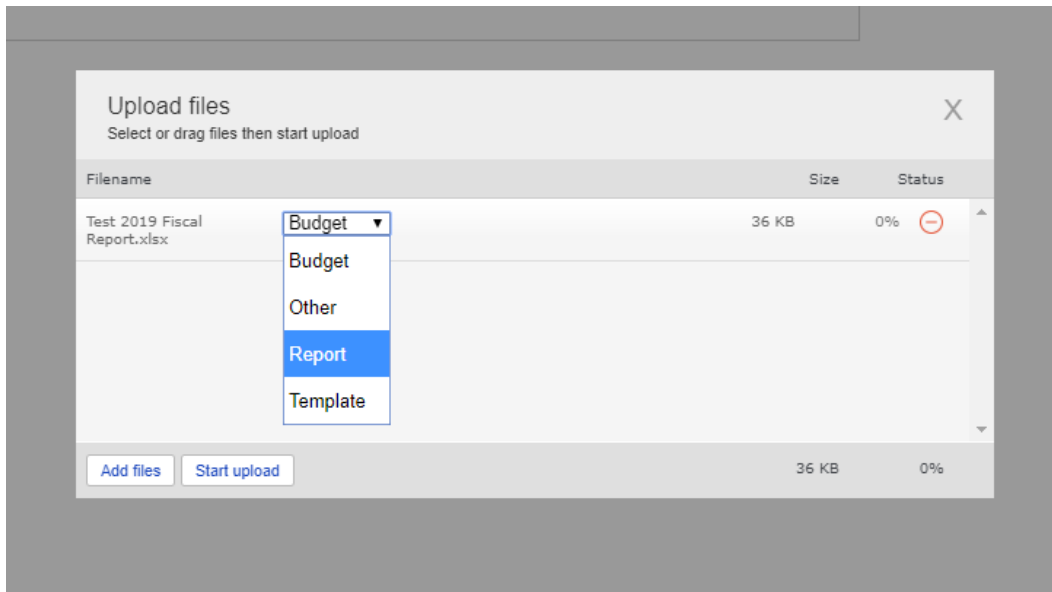 Upload files
X
Select or drag files then start upload
Filename Size Status
Test 2019 Fiscal
Report.xlsx
Budget ▼ 36 KB 0%
Budget
Other
Report
Template
Add files Start upload 36 KB 0%